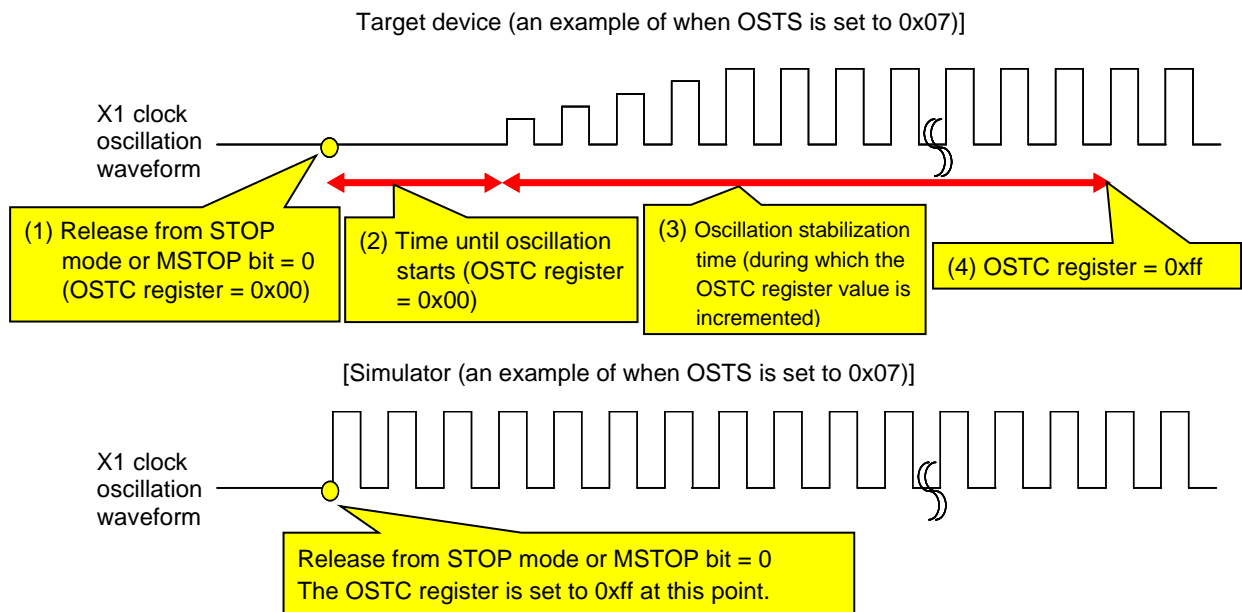 Target device (an example of when OSTS is set to 0x07)]
X1 clock
oscillation
waveform
(1) Release from STOP
mode or MSTOP bit = 0
(OSTC register = 0x00)
(2) Time until oscillation
starts (OSTC register
= 0x00)
(3) Oscillation stabilization
time (during which the
OSTC register value is
incremented)
(4) OSTC register = 0xff
[Simulator (an example of when OSTS is set to 0x07)]
X1 clock
oscillation
waveform
Release from STOP mode or MSTOP bit = 0
The OSTC register is set to 0xff at this point.